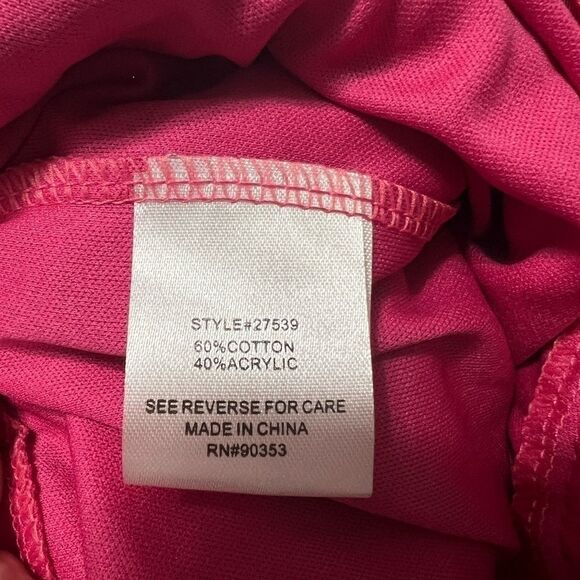 STYLE#27539
60%COTTON
40%ACRYLIC
SEE REVERSE FOR CARE
MADE IN CHINA
RN#90353